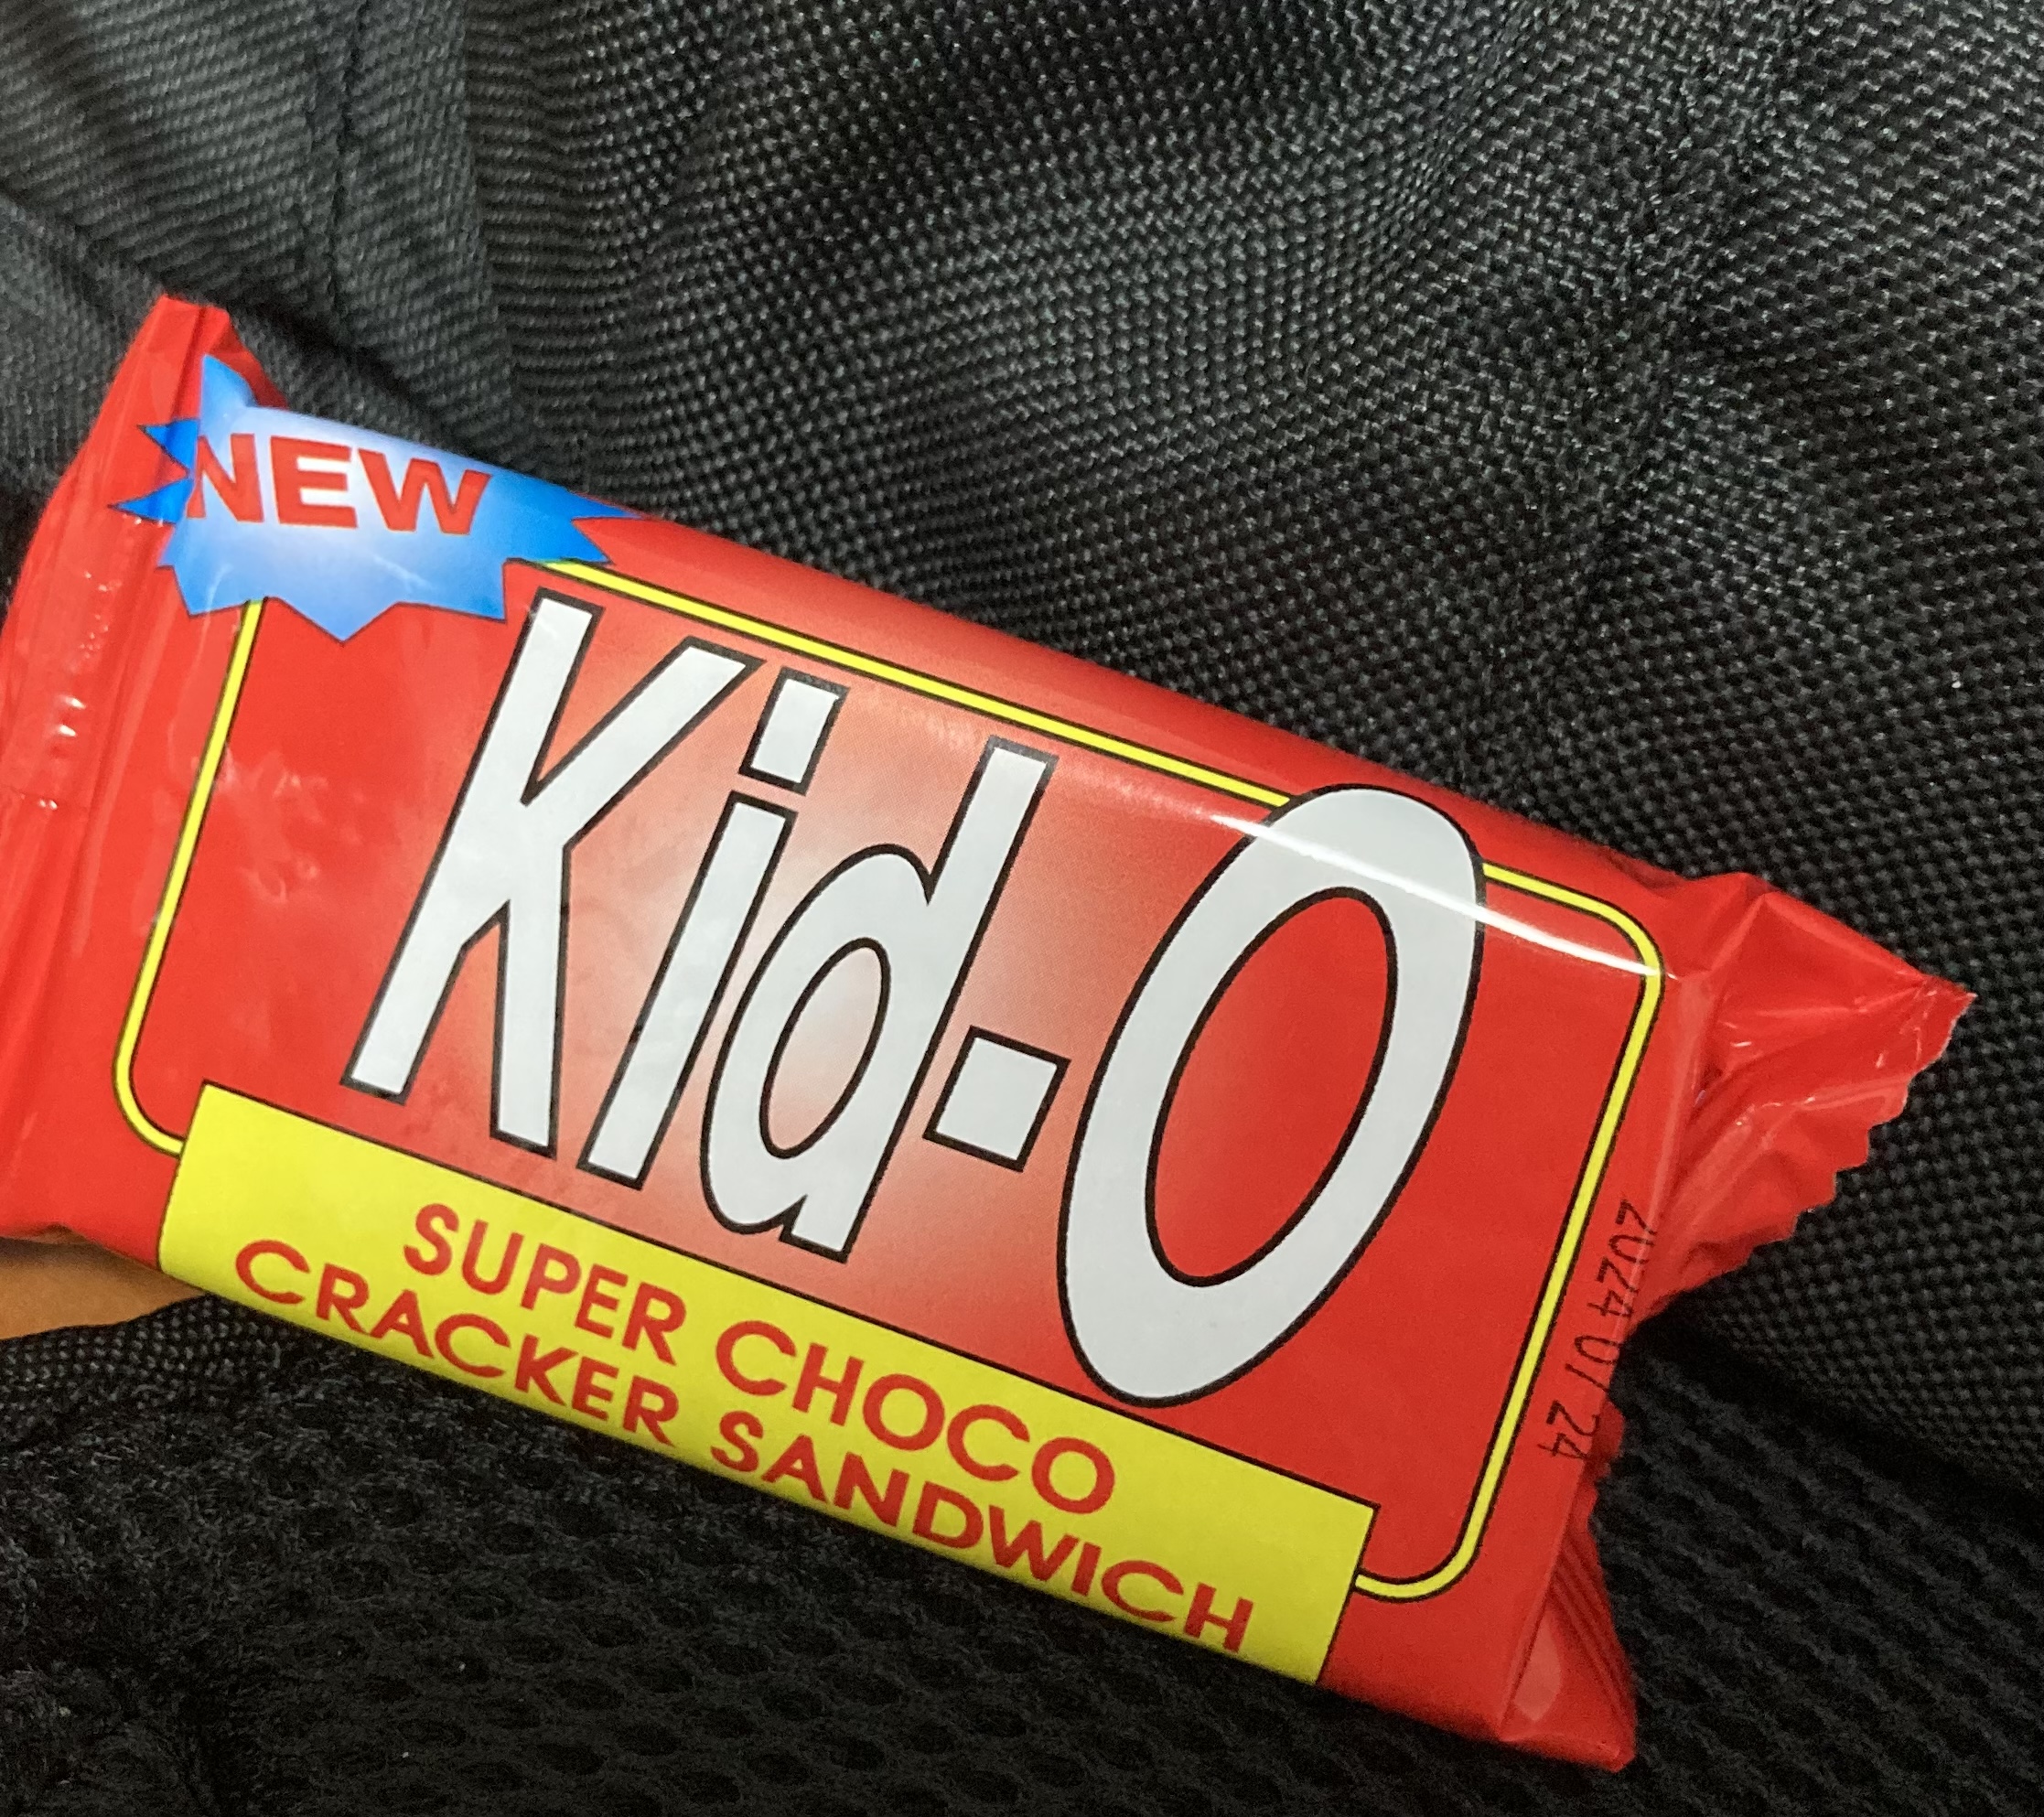 NEW
Kid-O
SUPER CHOCO
CRACKER SANDWICH
2024 07 24